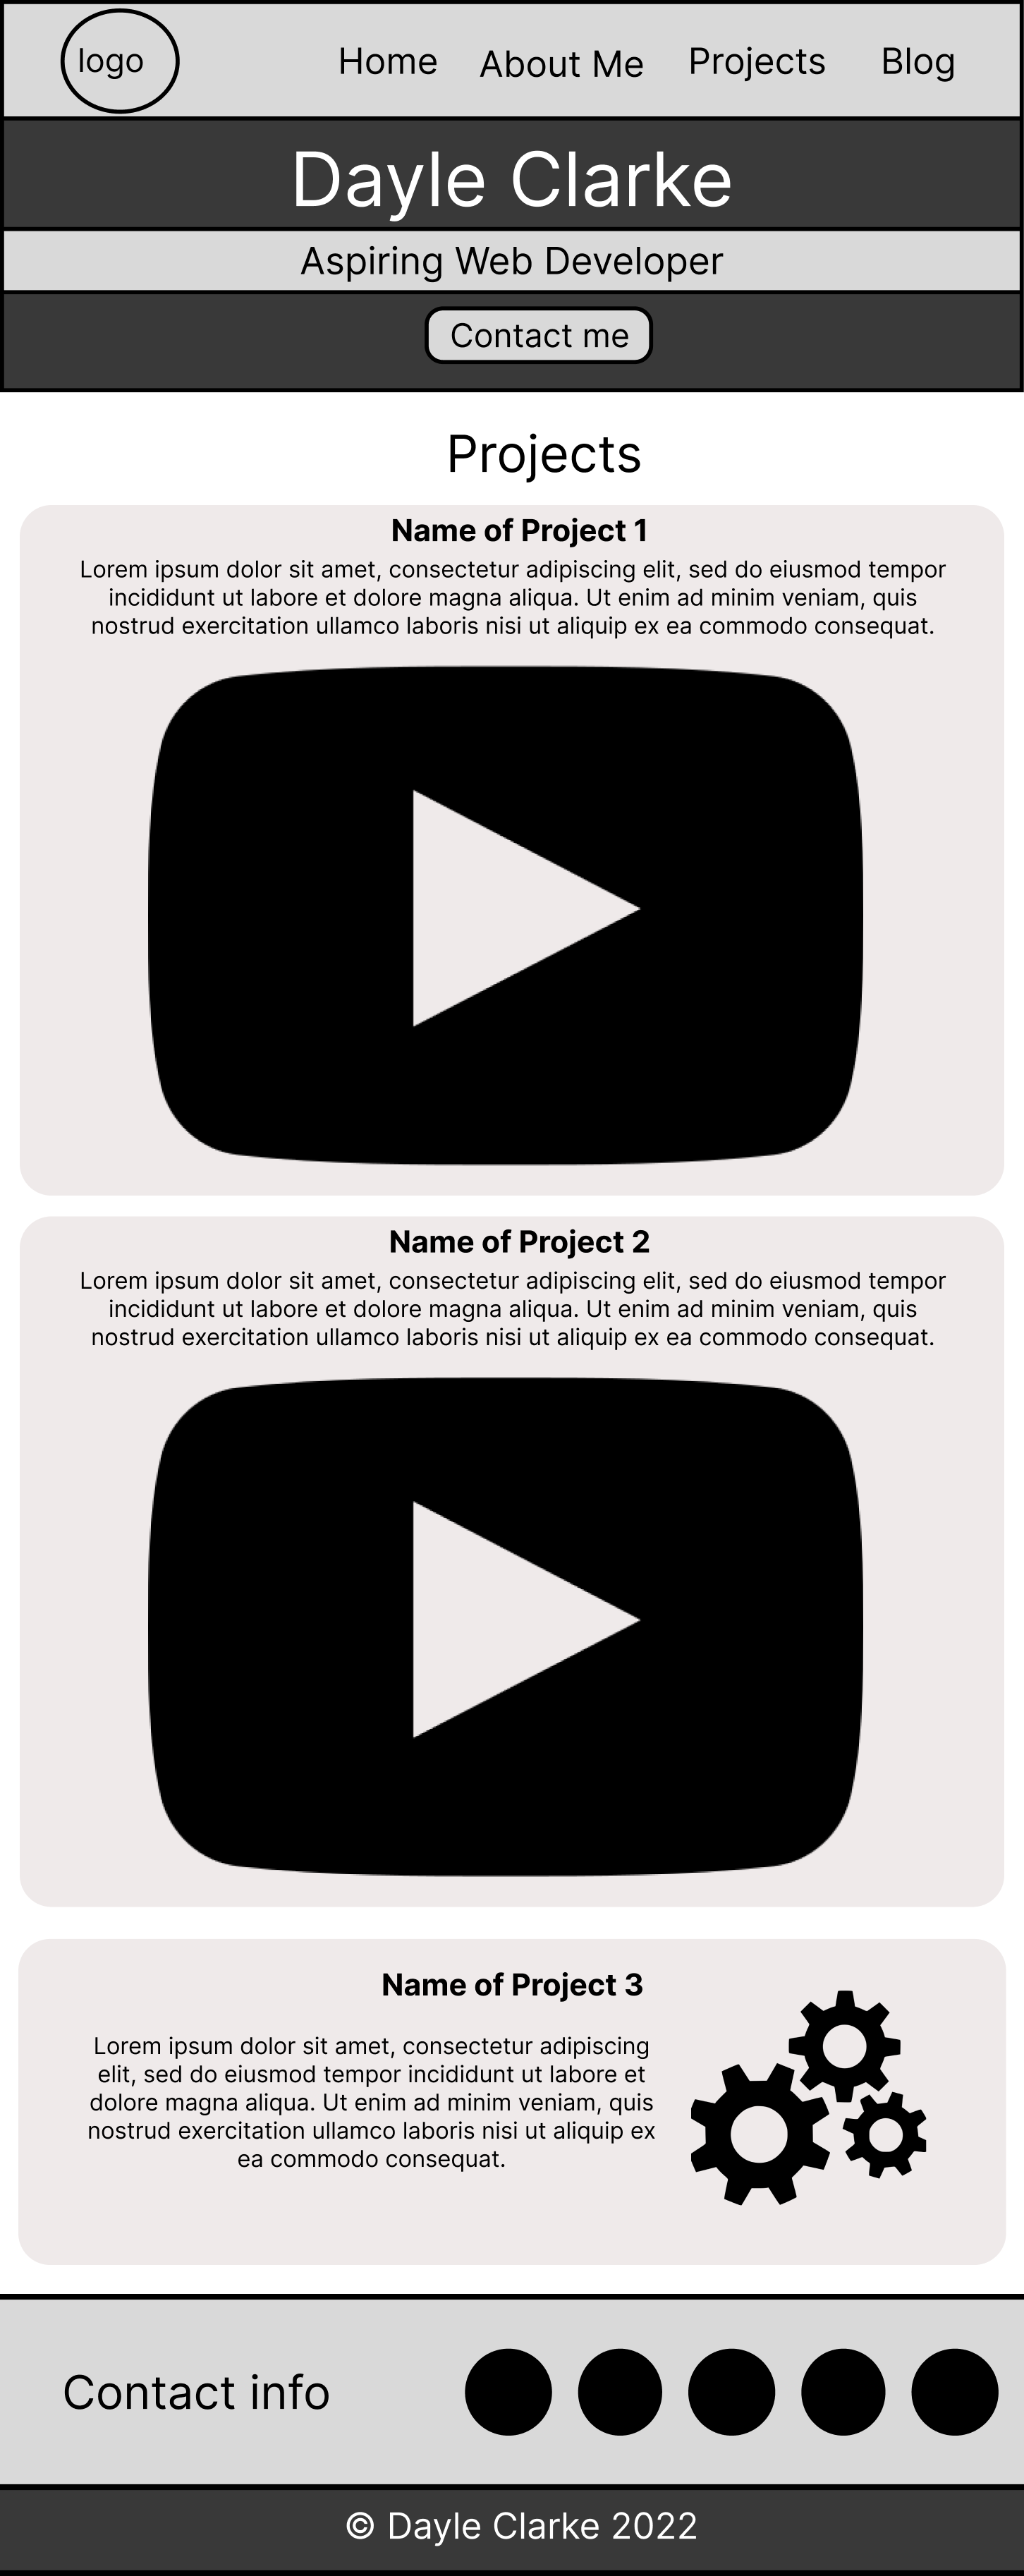 logo
Home About Me Projects Blog
Dayle Clarke
Aspiring Web Developer
Contact me
Projects
Name of Project 1
Lorem ipsum dolor sit amet, consectetur adipiscing elit, sed do eiusmod tempor
incididunt ut labore et dolore magna aliqua. Ut enim ad minim veniam, quis
nostrud exercitation ullamco laboris nisi ut aliquip ex ea commodo consequat.
Name of Project 2
Lorem ipsum dolor sit amet, consectetur adipiscing elit, sed do eiusmod tempor
incididunt ut labore et dolore magna aliqua. Ut enim ad minim veniam, quis
nostrud exercitation ullamco laboris nisi ut aliquip ex ea commodo consequat.
Name of Project 3
Lorem ipsum dolor sit amet, consectetur adipiscing
elit, sed do eiusmod tempor incididunt ut labore et
dolore magna aliqua. Ut enim ad minim veniam, quis
nostrud exercitation ullamco laboris nisi ut aliquip ex
ea commodo consequat.
Contact info
© Dayle Clarke 2022